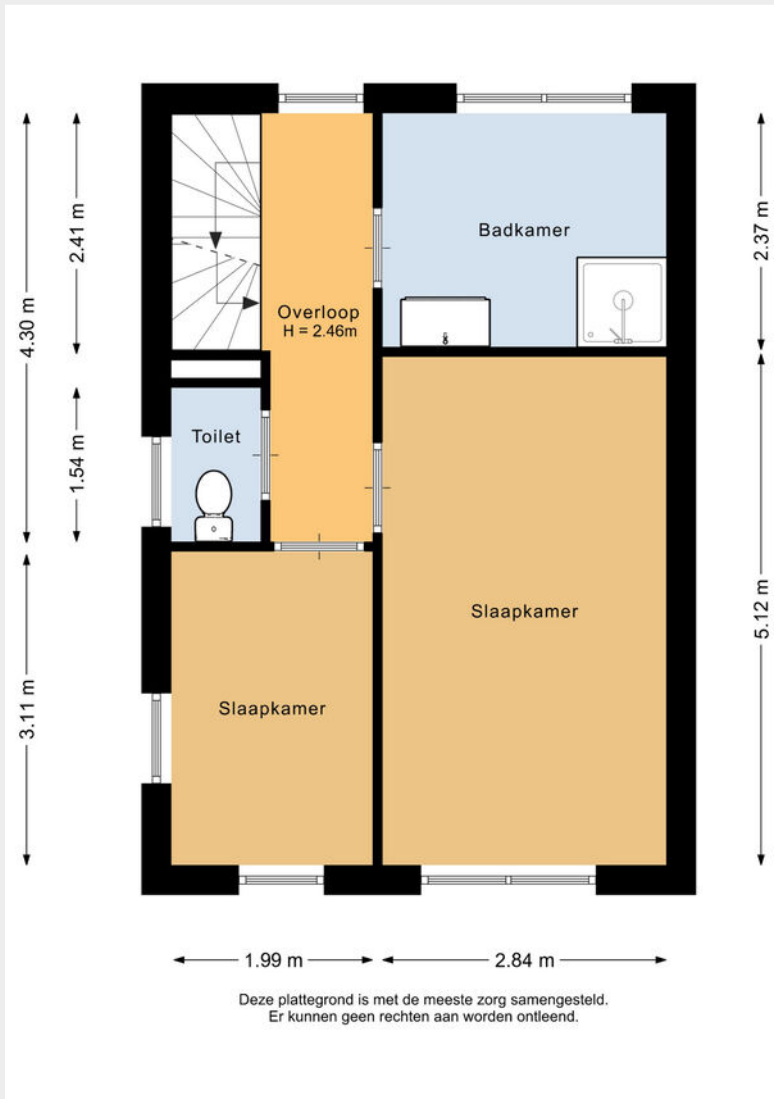 2.41 m
4.30 m
2.37 m
Badkamer
Overloop
H = 2.46m
1.54 m
Toilet
Slaapkamer
5.12 m
Slaapkamer
3.11 m
1.99 m
2.84 m
Deze plattegrond is met de meeste zorg samengesteld.
Er kunnen geen rechten aan worden ontleend.